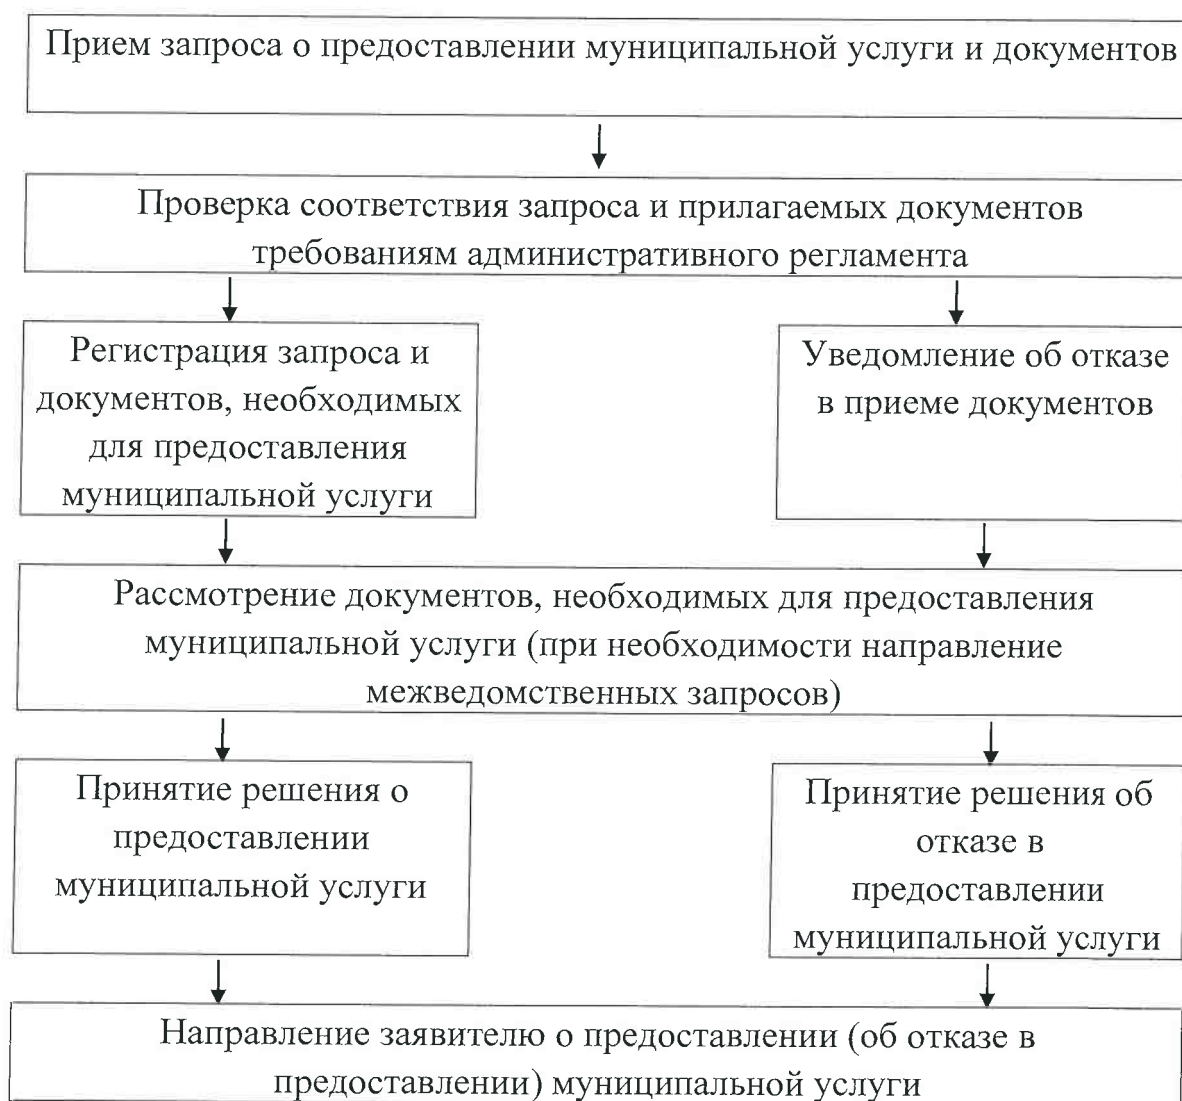 Прием запроса о предоставлении муниципальной услуги и документов
Проверка соответствия запроса и прилагаемых документов
требованиям административного регламента
Регистрация запроса и
документов, необходимых
для предоставления
муниципальной услуги
Уведомление об отказе
в приеме документов
Рассмотрение документов, необходимых для предоставления
муниципальной услуги (при необходимости направление
межведомственных запросов)
Принятие решения о
предоставлении
муниципальной услуги
Принятие решения об
отказе в
предоставлении
муниципальной услуги
Направление заявителю о предоставлении (об отказе в
предоставлении) муниципальной услуги